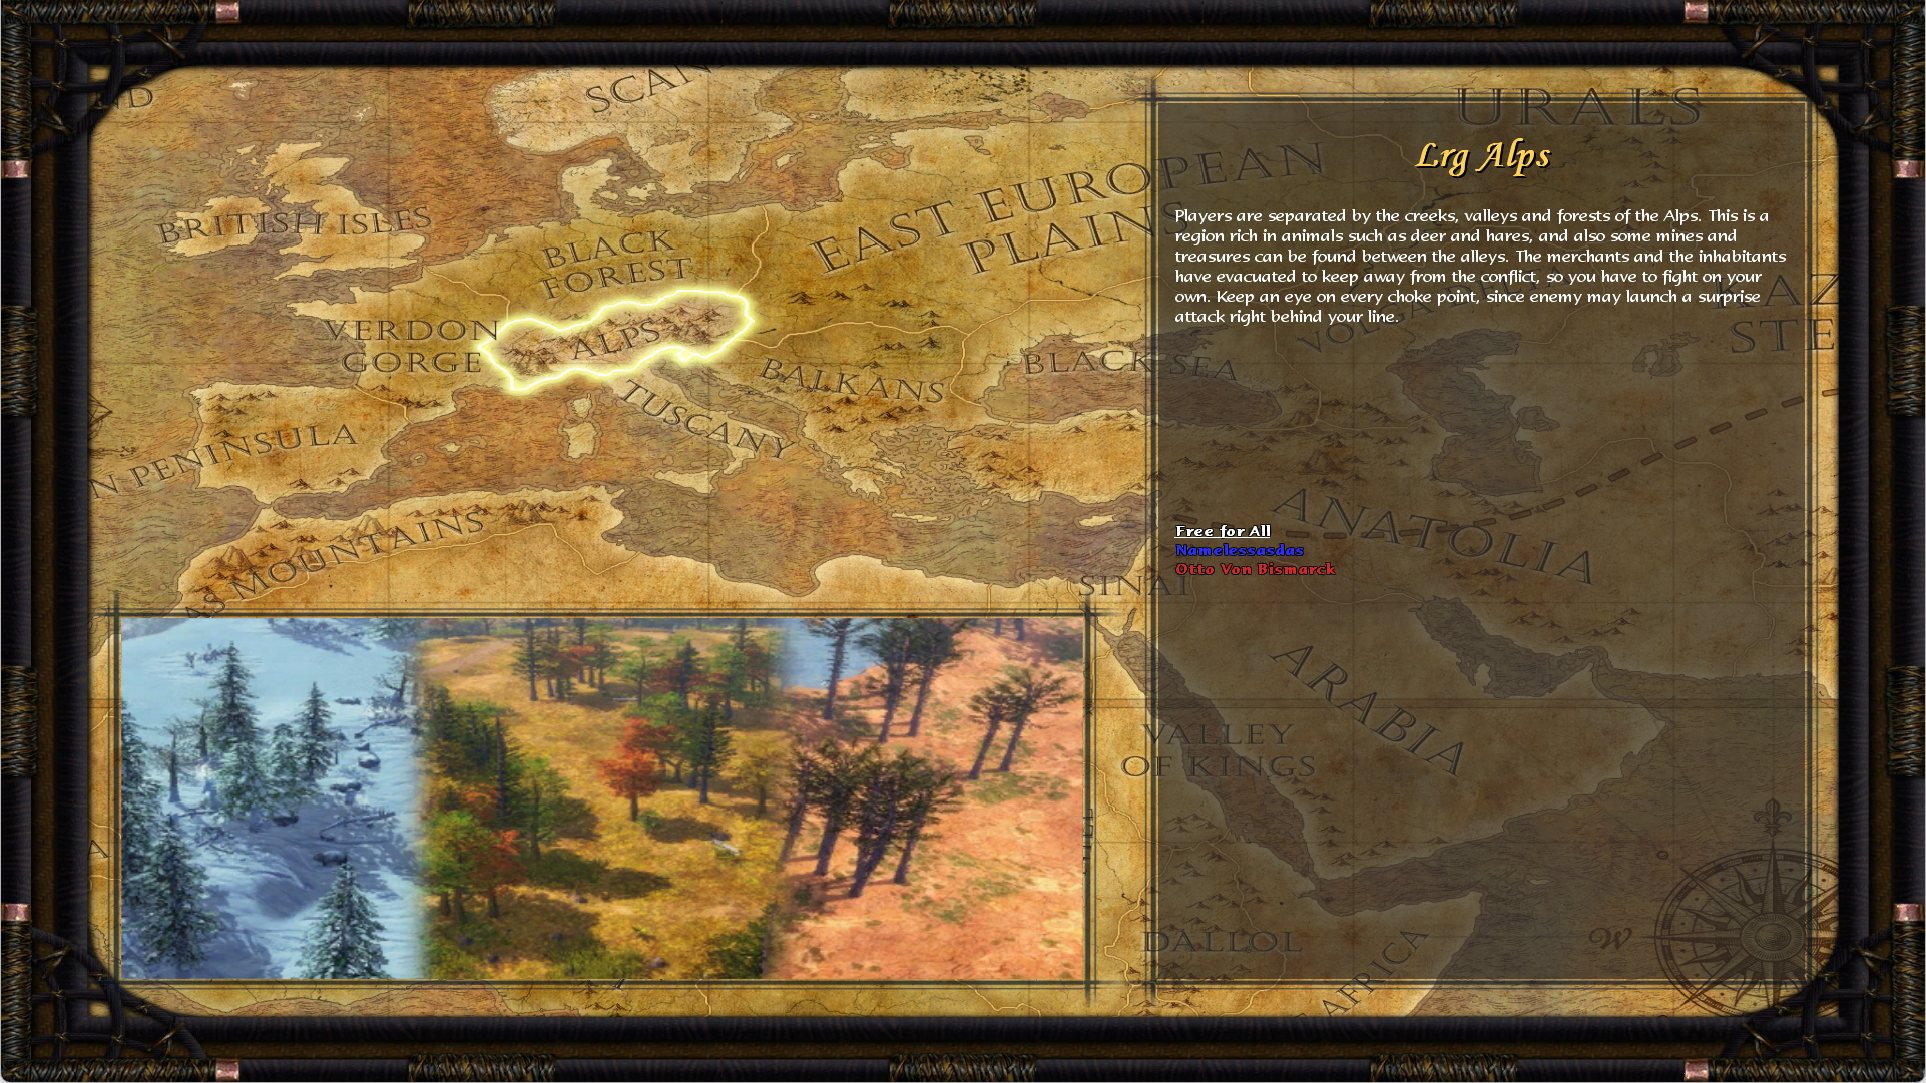 SCAN
URALS
BRITISH ISLES
EAST EUROPEAN
PLAINS
BLACK
FOREST
VERDON
GORGE
ALPS
TUSCANY
BALKANS
BLACK SEA
N PENINSULA
AS MOUNTAINS
SINAI
ANATOLIA
ARABIA
VALLEY
OF KINGS
DALLOL
AFRICA
W
KAZ
STE
Lrg Alps
Players are separated by the creeks, valleys and forests of the Alps. This is a
region rich in animals such as deer and hares, and also some mines and
treasures can be found between the alleys. The merchants and the inhabitants
have evacuated to keep away from the conflict, so you have to fight on your
own. Keep an eye on every choke point, since enemy may launch a surprise
attack right behind your line.
Free for All
Namelessasdas
Otto Von Bismarck